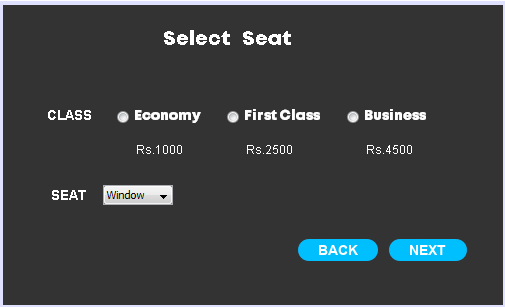 Select Seat
CLASS Economy First Class Business
Rs.1000 Rs.2500 Rs.4500
SEAT Window
BACK NEXT